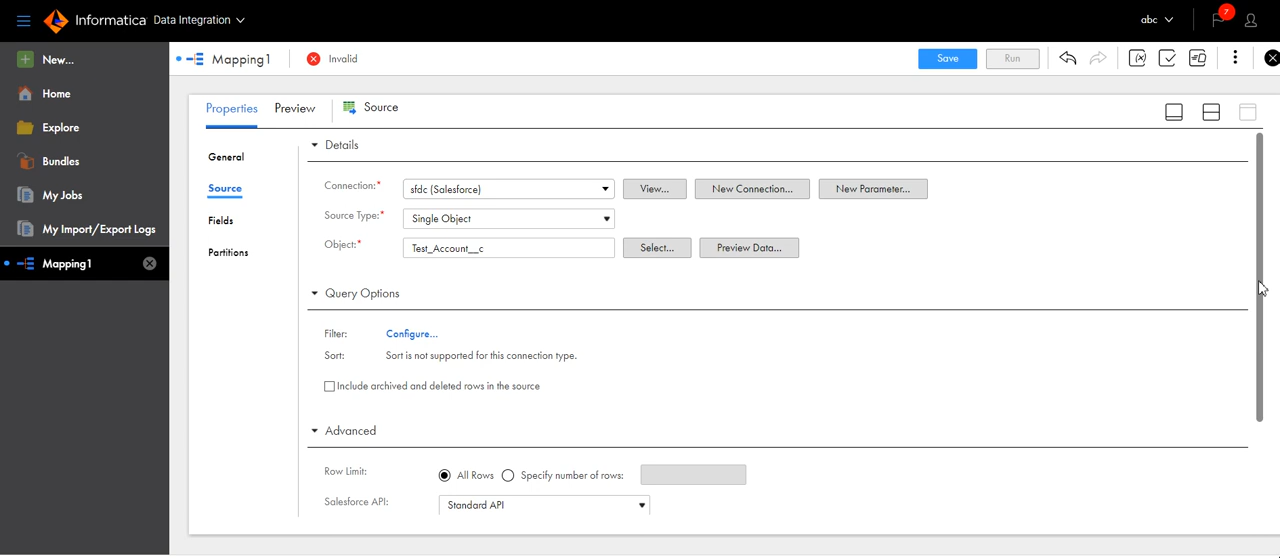 Informatica Data Integration
abc
7
New...
Home
Explore
Bundles
My Jobs
My Import/Export Logs
Mapping1
Mapping1 Invalid
Save Run
Properties Preview Source
General
Source
Fields
Partitions
Details
Connection:* sfdc (Salesforce) View... New Connection... New Parameter...
Source Type:* Single Object
Object:* Test_Account__c Select... Preview Data...
Query Options
Filter: Configure...
Sort: Sort is not supported for this connection type.
Include archived and deleted rows in the source
Advanced
Row Limit: All Rows Specify number of rows:
Salesforce API: Standard API